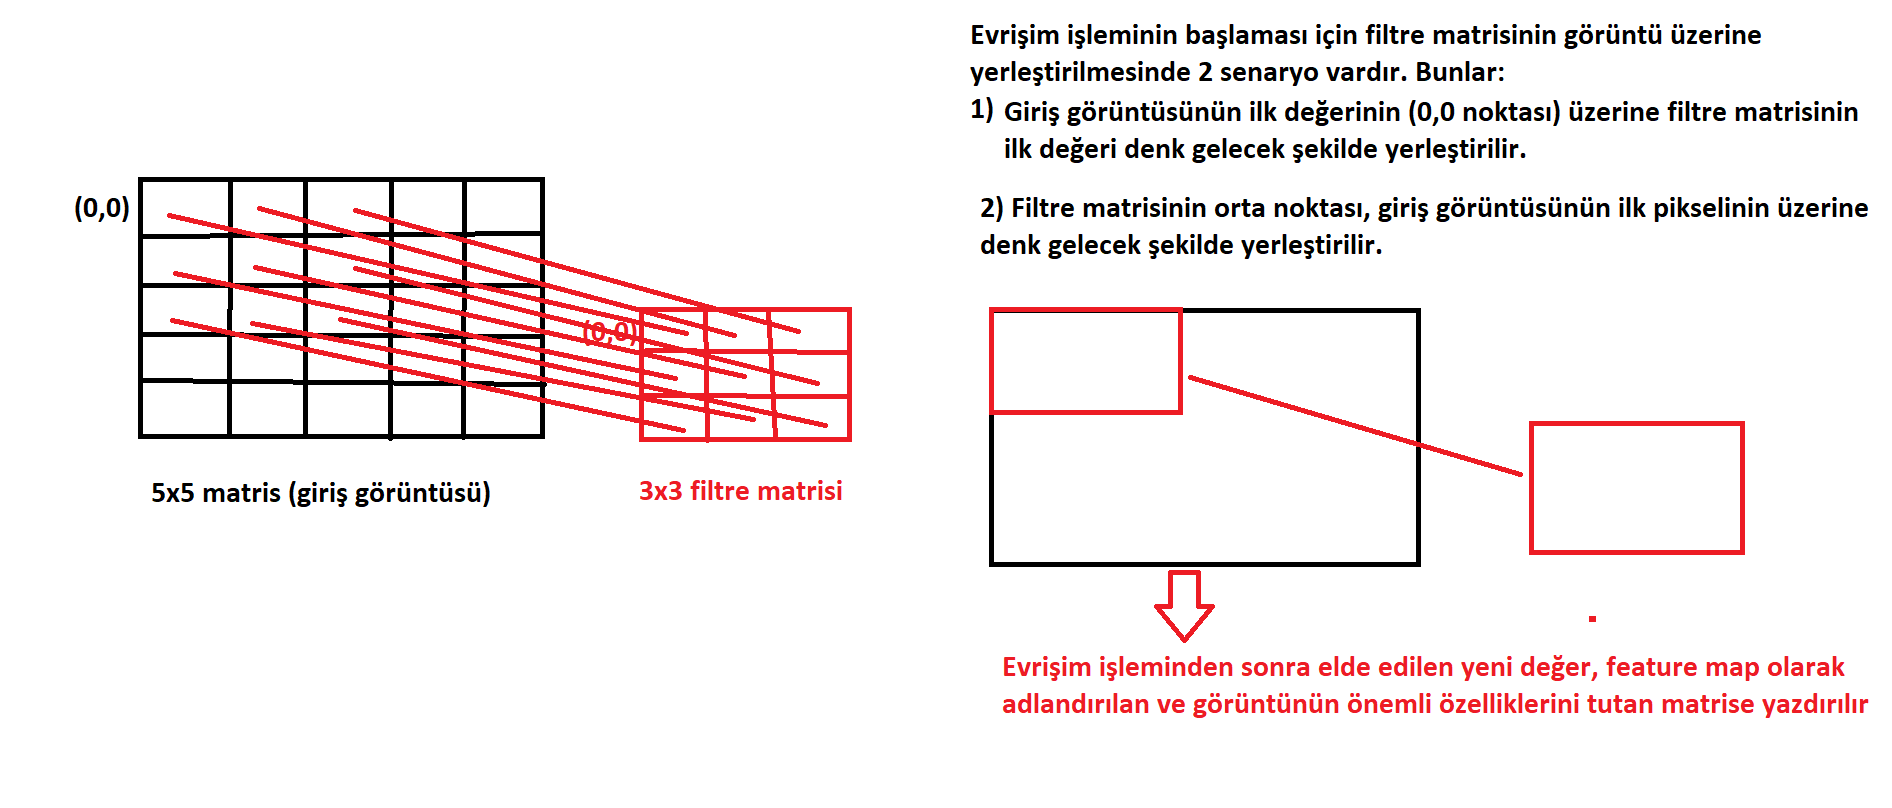 Evrişim işleminin başlaması için filtre matrisinin görüntü üzerine
yerleştirilmesinde 2 senaryo vardır. Bunlar:
1) Giriş görüntüsünün ilk değerinin (0,0 noktası) üzerine filtre matrisinin
ilk değeri denk gelecek şekilde yerleştirilir.
2) Filtre matrisinin orta noktası, giriş görüntüsünün ilk pikselinin üzerine
denk gelecek şekilde yerleştirilir.
(0,0)
(0,0)
5x5 matris (giriş görüntüsü)
3x3 filtre matrisi
Evrişim işleminden sonra elde edilen yeni değer, feature map olarak
adlandırılan ve görüntünün önemli özelliklerini tutan matrise yazdırılır